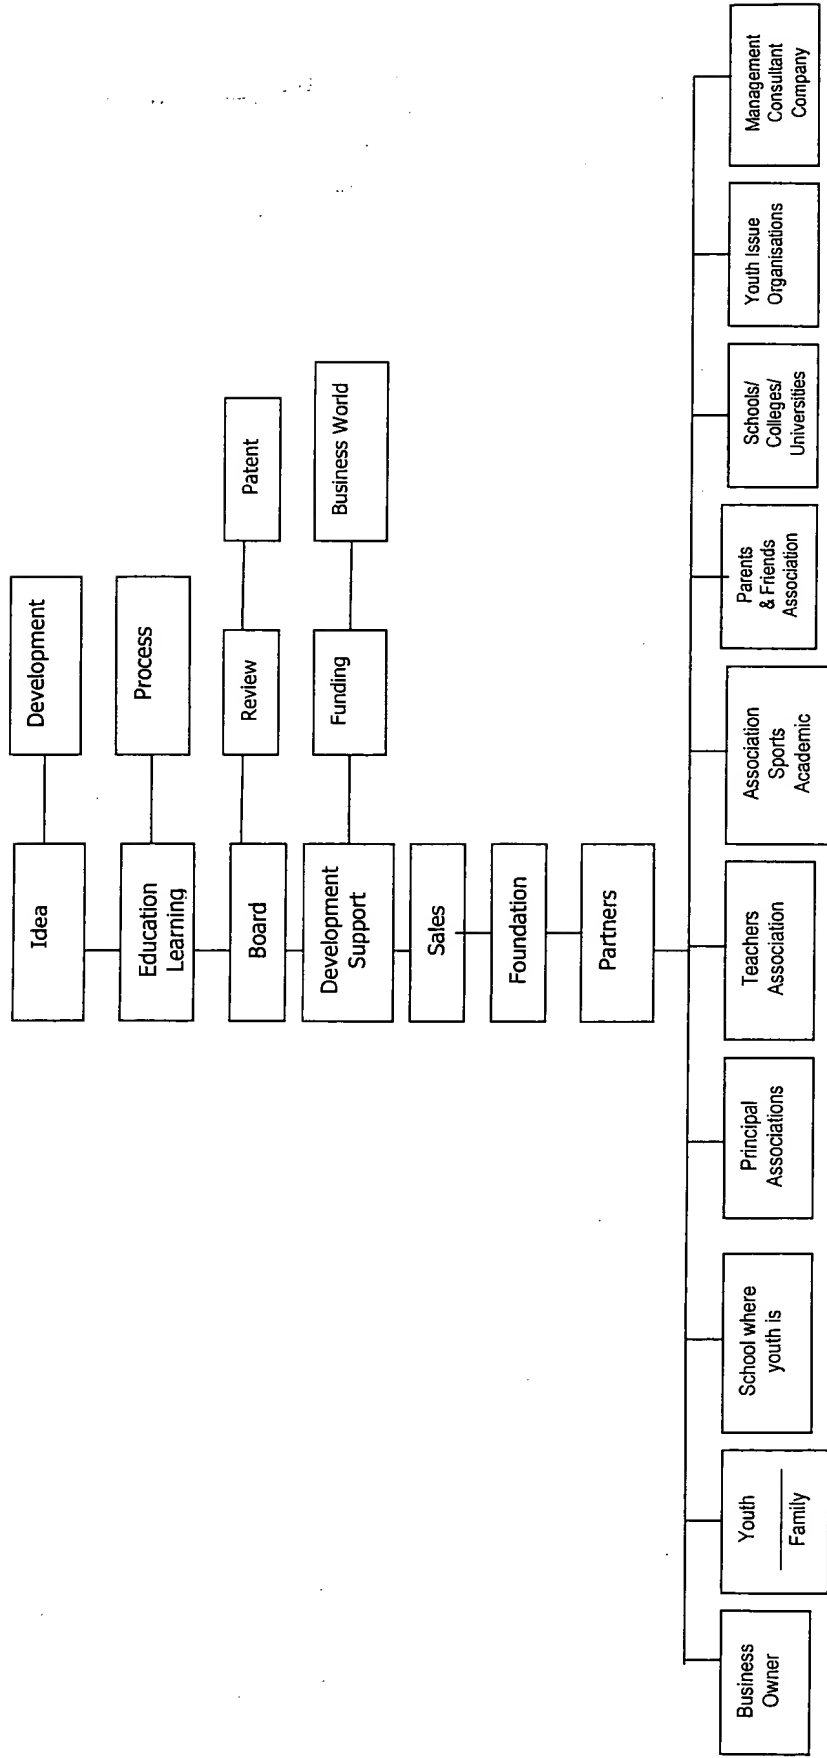 Idea
Development
Education
Learning
Process
Board
Review
Patent
Development
Support
Funding
Business World
Sales
Foundation
Partners
Business
Owner
Youth
Family
School where
youth is
Principal
Associations
Teachers
Association
Association
Sports
Academic
Parents
& Friends
Association
Schools/
Colleges/
Universities
Youth Issue
Organisations
Management
Consultant
Company